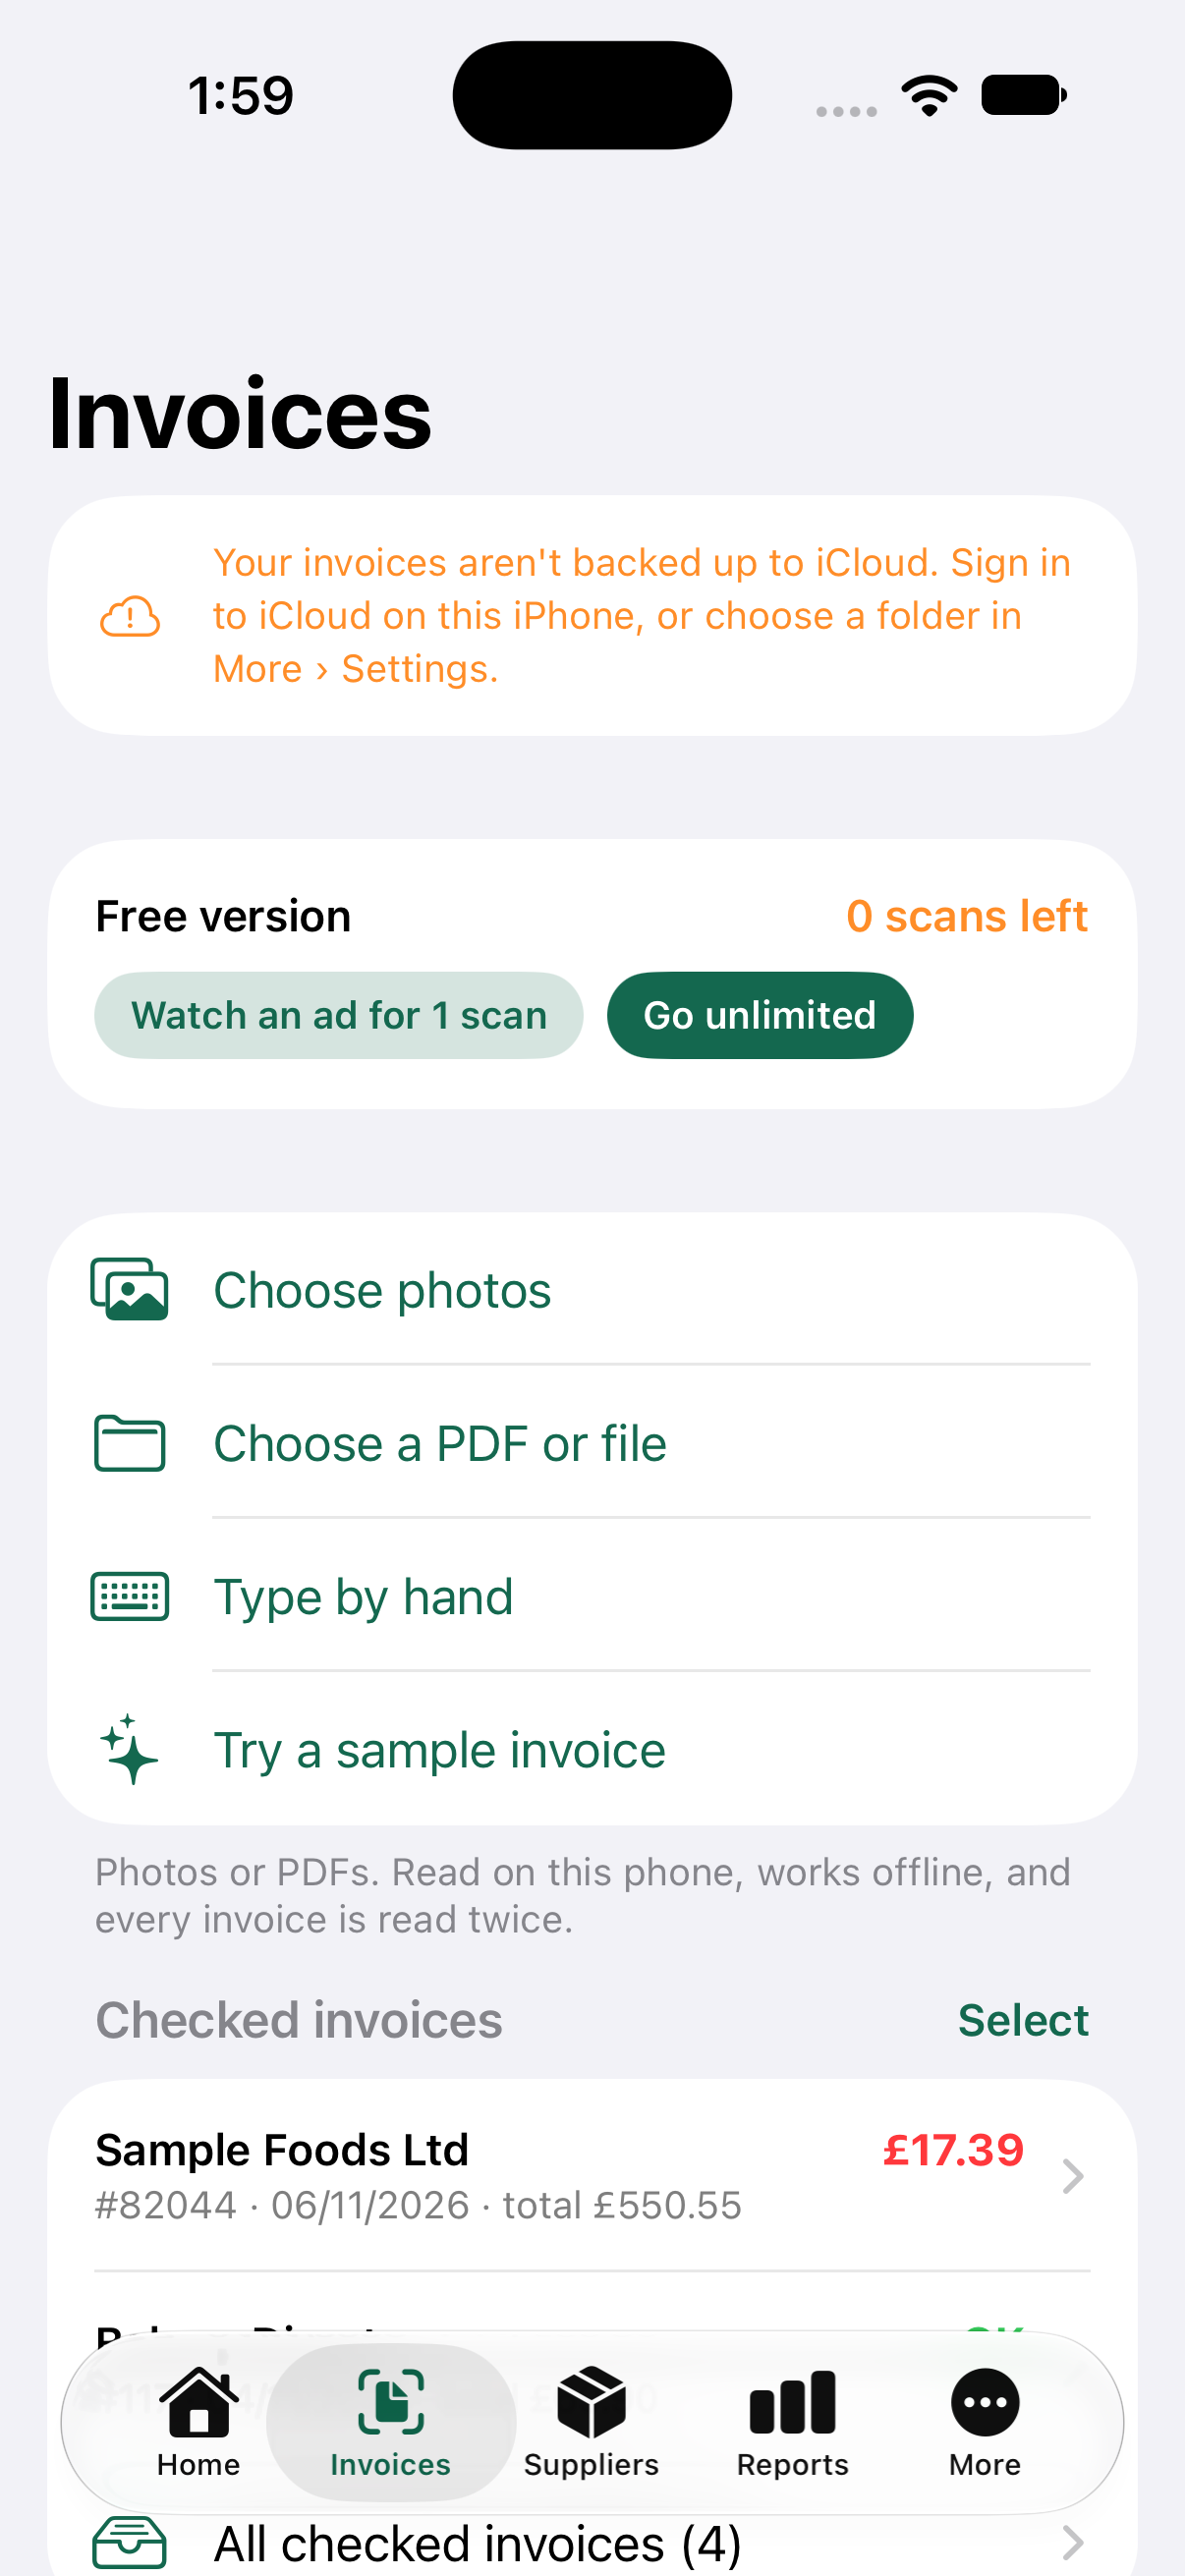 1:59
Invoices
Your invoices aren't backed up to iCloud. Sign in
to iCloud on this iPhone, or choose a folder in
More › Settings.
Free version
0 scans left
Watch an ad for 1 scan
Go unlimited
Choose photos
Choose a PDF or file
Type by hand
Try a sample invoice
Photos or PDFs. Read on this phone, works offline, and
every invoice is read twice.
Checked invoices
Select
Sample Foods Ltd
£17.39
#82044 · 06/11/2026 · total £550.55
OK
Home
Invoices
Suppliers
Reports
More
All checked invoices (4)